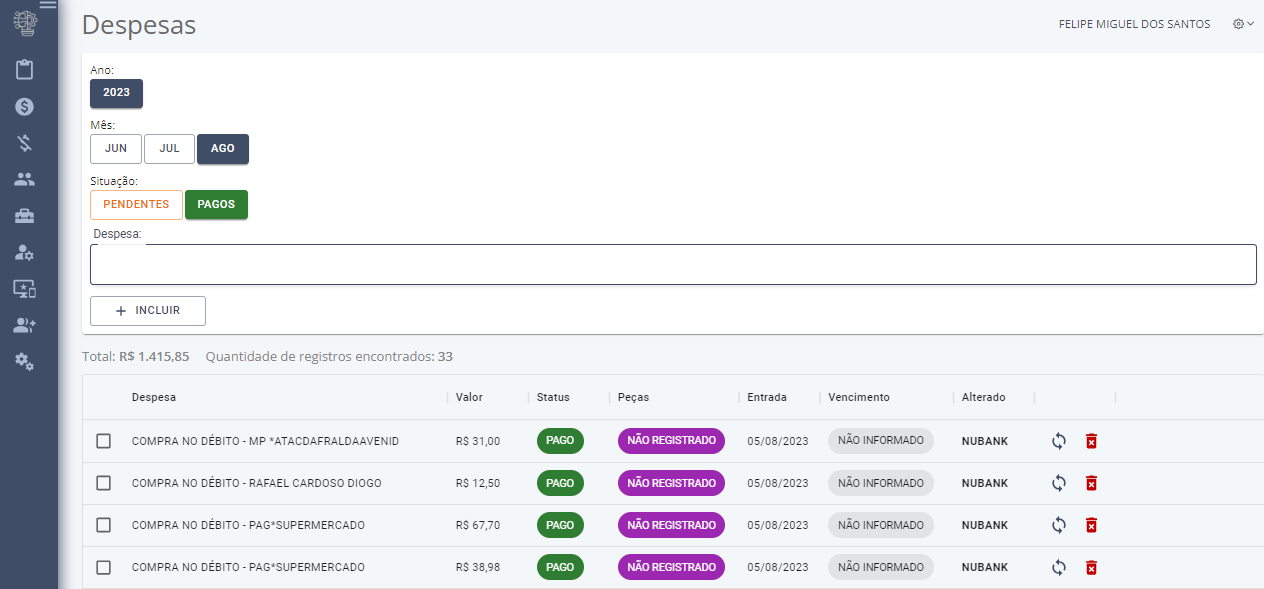 Despesas
FELIPE MIGUEL DOS SANTOS
Ano:
2023
Mês:
JUN JUL AGO
Situação:
PENDENTES PAGOS
Despesa:
+ INCLUIR
Total: R$ 1.415,85 Quantidade de registros encontrados: 33
Despesa Valor Status Peças Entrada Vencimento Alterado
COMPRA NO DÉBITO - MP *ATACDAFRALDAAVENID R$ 31,00 PAGO NÃO REGISTRADO 05/08/2023 NÃO INFORMADO NUBANK
COMPRA NO DÉBITO - RAFAEL CARDOSO DIOGO R$ 12,50 PAGO NÃO REGISTRADO 05/08/2023 NÃO INFORMADO NUBANK
COMPRA NO DÉBITO - PAG*SUPERMERCADO R$ 67,70 PAGO NÃO REGISTRADO 05/08/2023 NÃO INFORMADO NUBANK
COMPRA NO DÉBITO - PAG*SUPERMERCADO R$ 38,98 PAGO NÃO REGISTRADO 05/08/2023 NÃO INFORMADO NUBANK